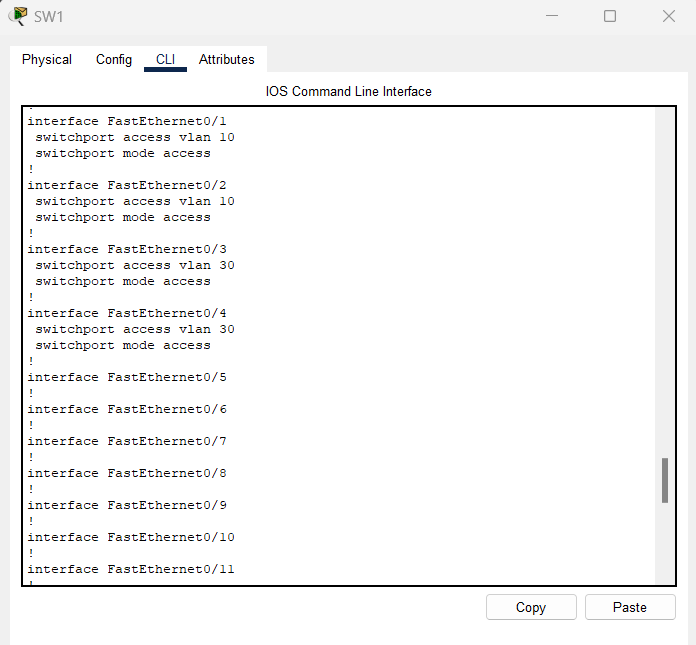 SW1
Physical Config CLI Attributes
IOS Command Line Interface
!
interface FastEthernet0/1
 switchport access vlan 10
 switchport mode access
!
interface FastEthernet0/2
 switchport access vlan 10
 switchport mode access
!
interface FastEthernet0/3
 switchport access vlan 30
 switchport mode access
!
interface FastEthernet0/4
 switchport access vlan 30
 switchport mode access
!
interface FastEthernet0/5
!
interface FastEthernet0/6
!
interface FastEthernet0/7
!
interface FastEthernet0/8
!
interface FastEthernet0/9
!
interface FastEthernet0/10
!
interface FastEthernet0/11
!
Copy Paste